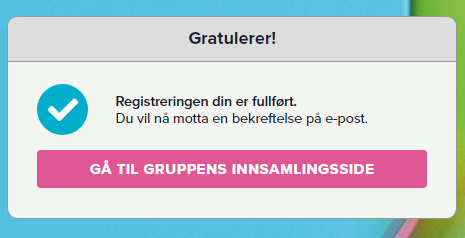 Gratulerer!
Registreringen din er fullført.
Du vil nå motta en bekreftelse på e-post.
GÅ TIL GRUPPENS INNSAMLINGSSIDE